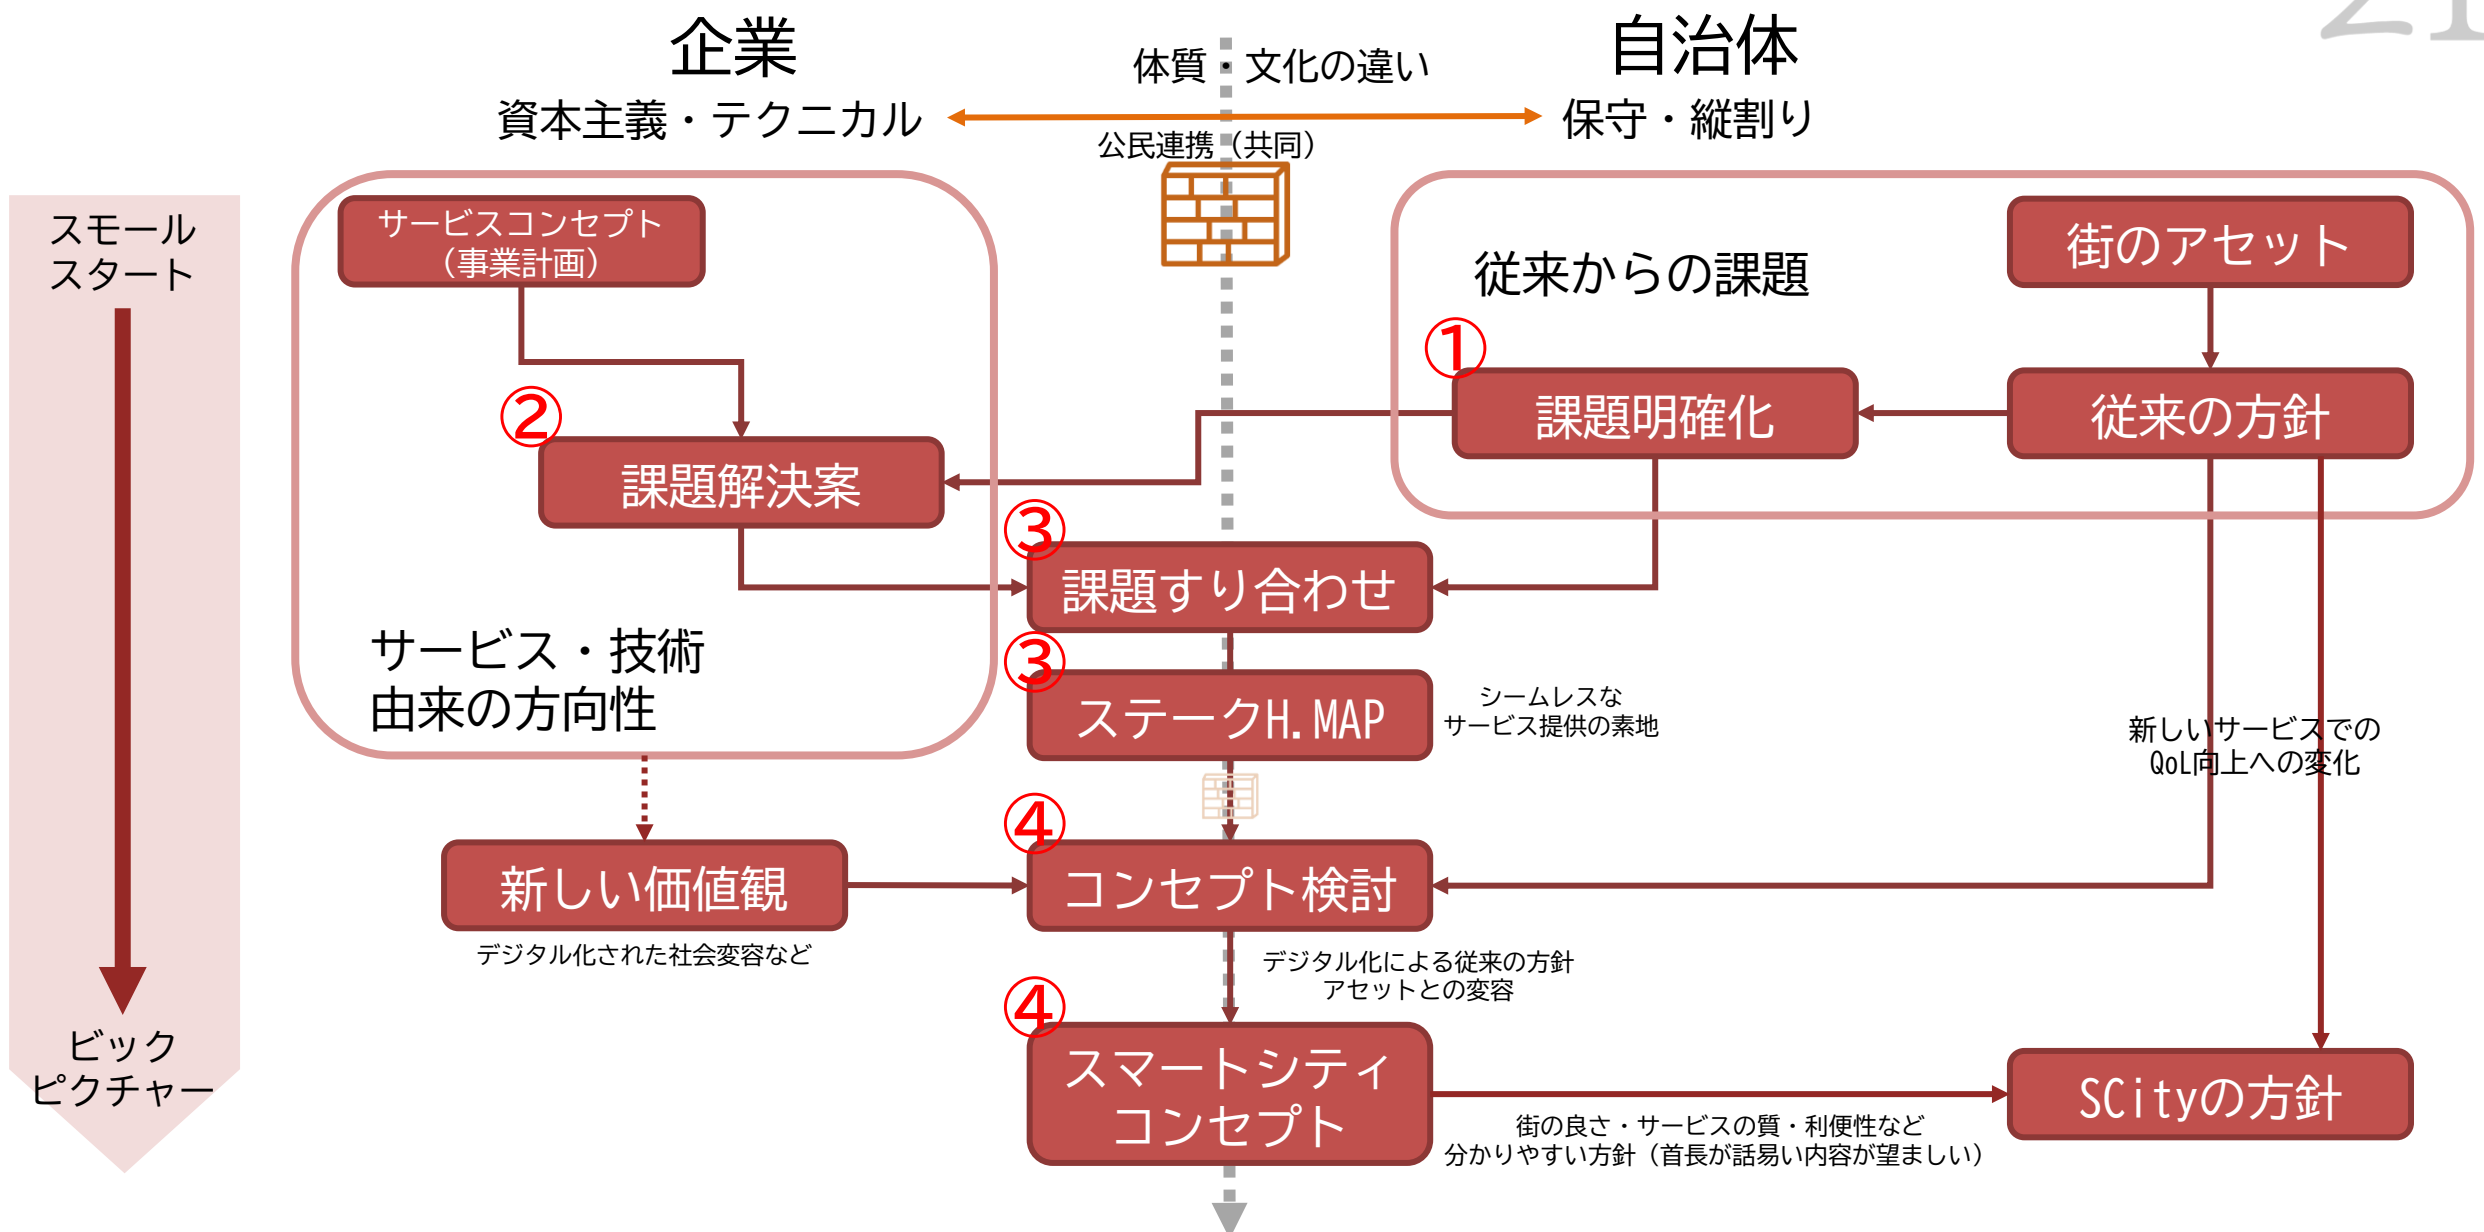 企業
体質・文化の違い
自治体
資本主義・テクニカル
保守・縦割り
公民連携（共同）
スモール
スタート
サービスコンセプト
（事業計画）
街のアセット
従来からの課題
①
課題明確化
従来の方針
②
課題解決案
③
課題すり合わせ
サービス・技術
由来の方向性
③
ステークH.MAP
シームレスな
サービス提供の素地
新しいサービスでの
QoL向上への変化
④
新しい価値観
コンセプト検討
デジタル化された社会変容など
デジタル化による従来の方針
アセットとの変容
④
ビック
ピクチャー
スマートシティ
コンセプト
SCityの方針
街の良さ・サービスの質・利便性など
分かりやすい方針（首長が話易い内容が望ましい）